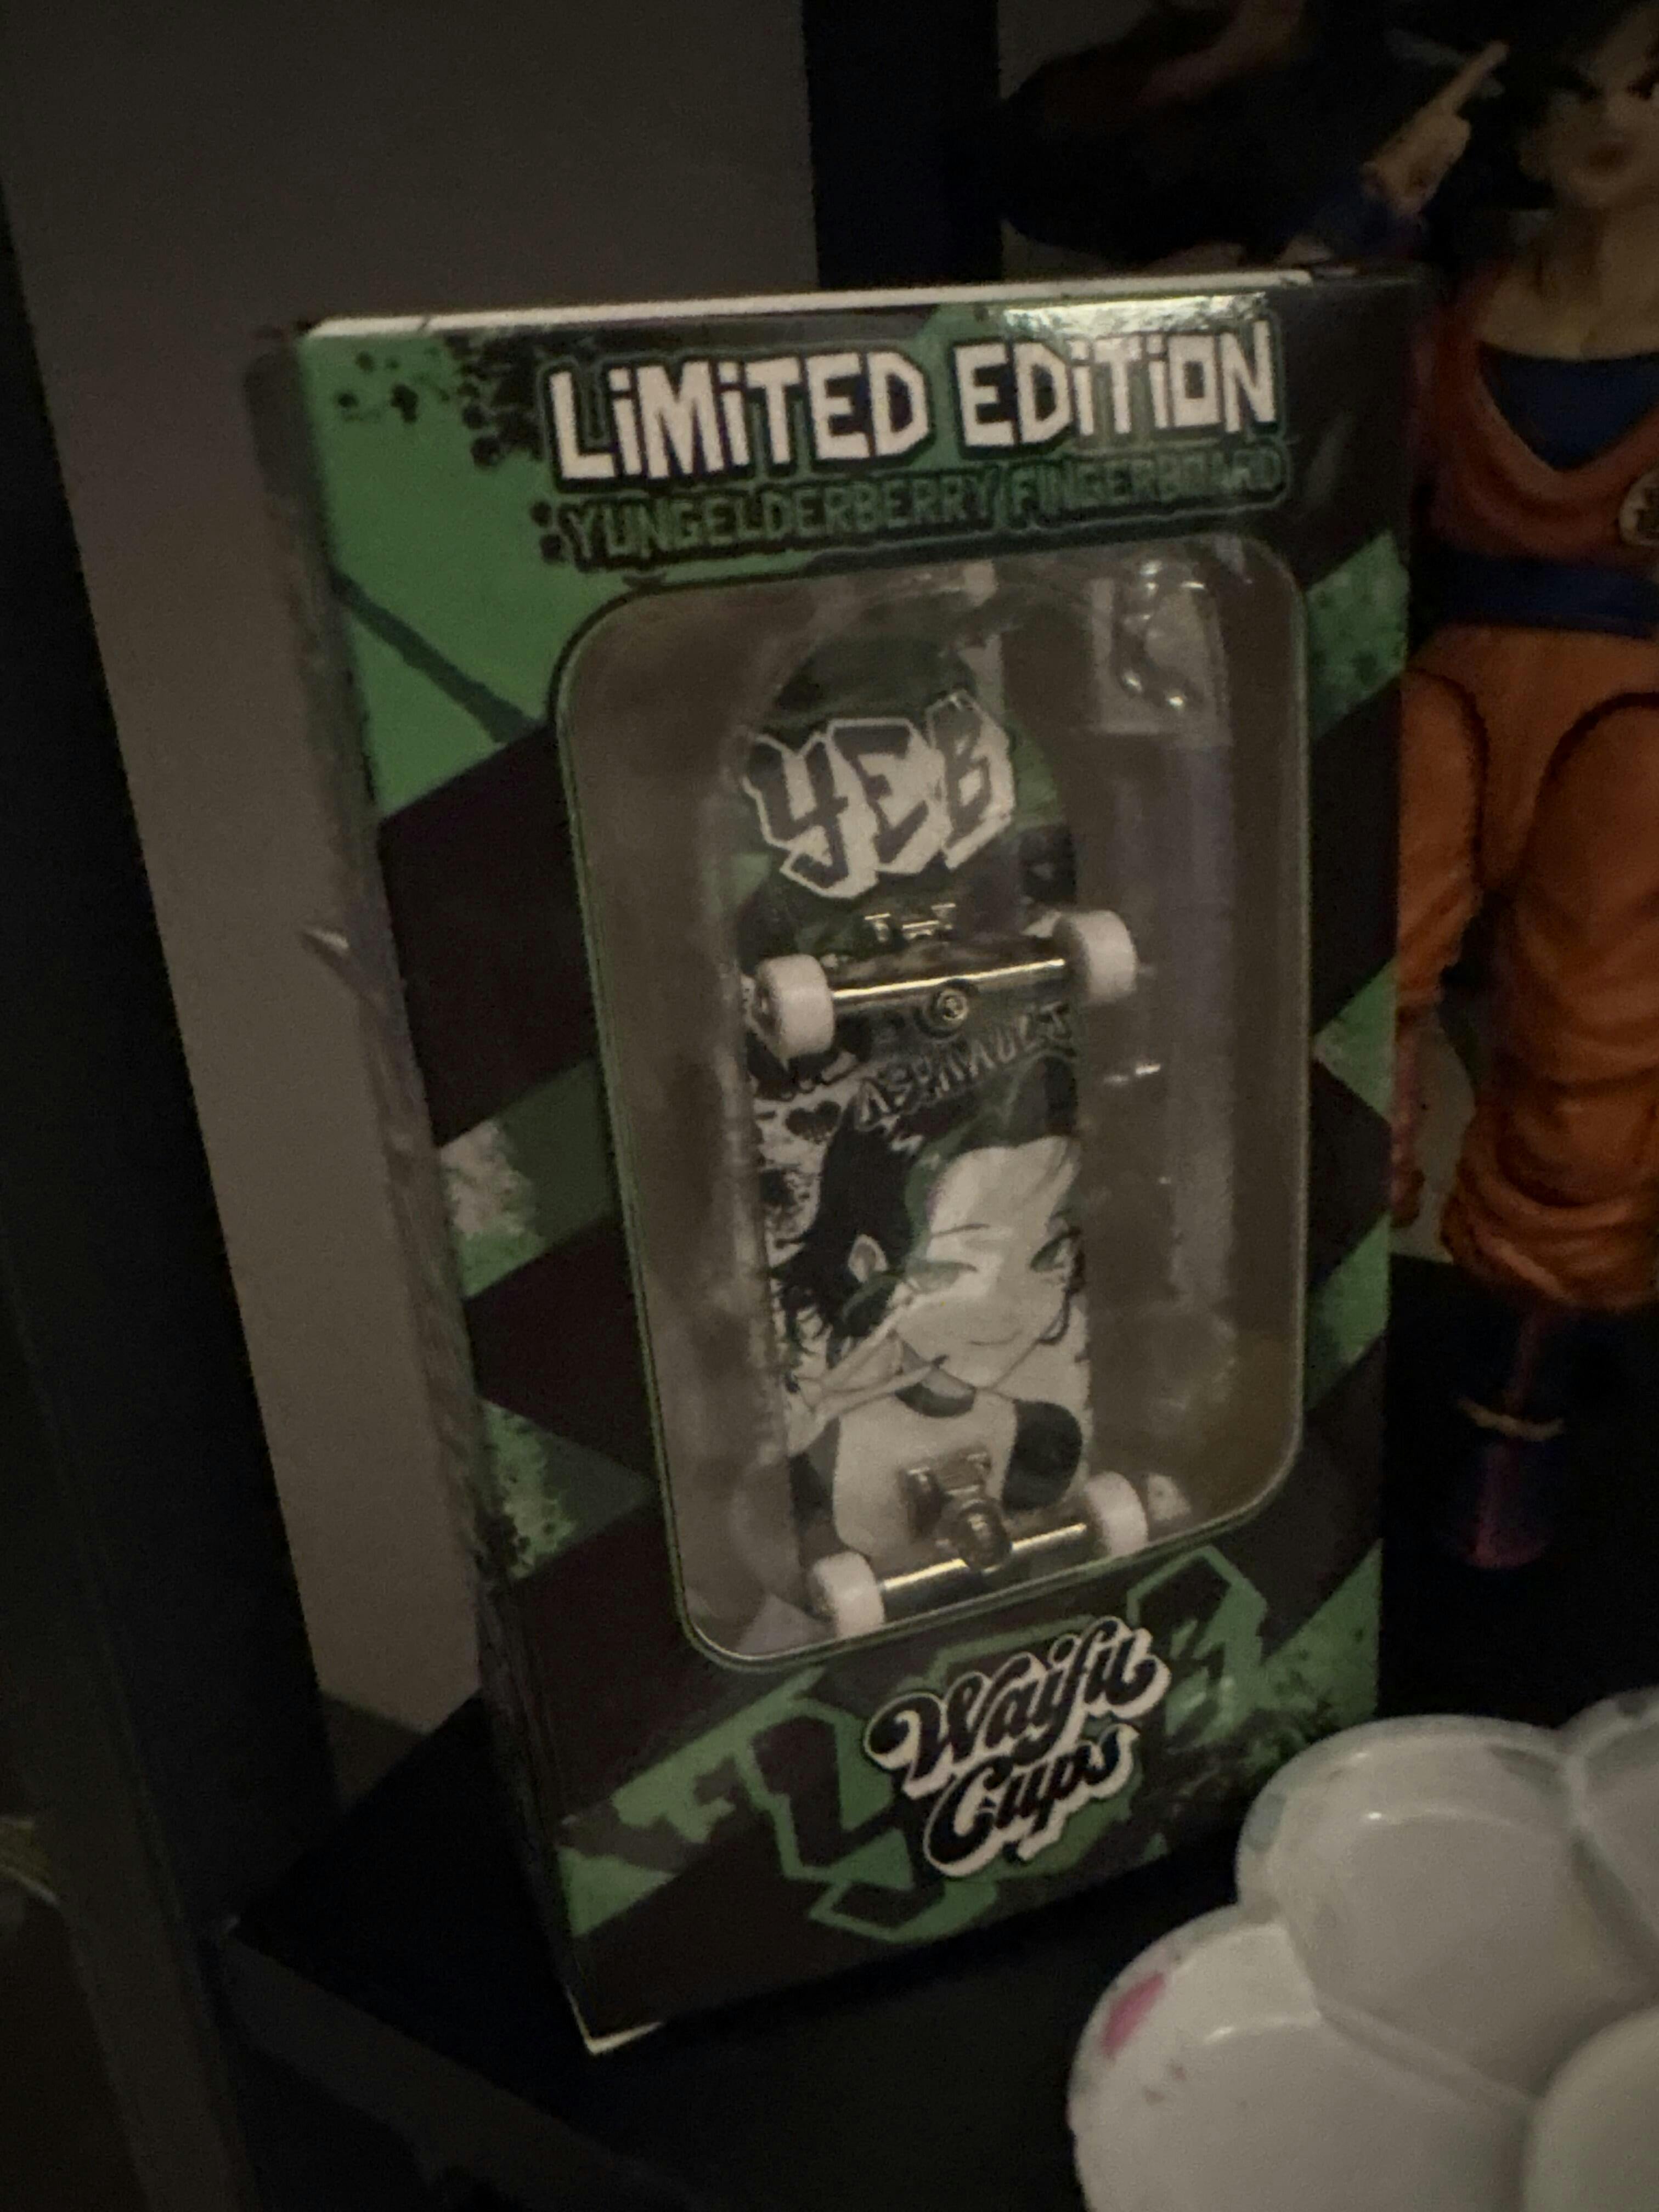 LiMiTED EDiTiON
YUNGELDERBERRY FINGERBOARD
YEB
Waifu
Cups